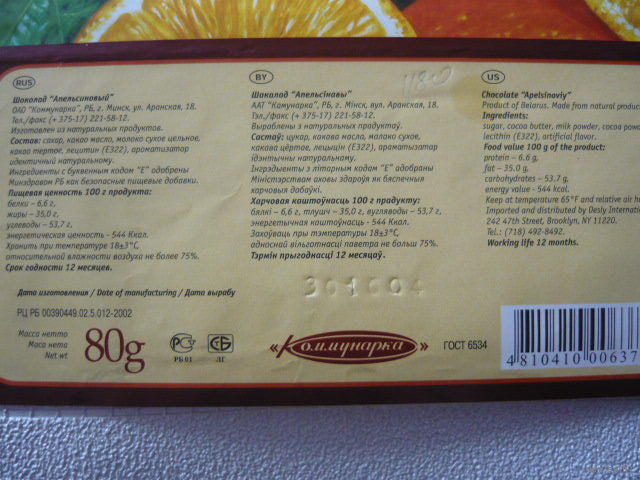 RUS
Шоколад "Апельсиновый"
ОАО "Коммунарка", РБ, г. Минск, ул. Аранская, 18.
Тел./факс (+ 375-17) 221-58-12.
Изготовлен из натуральных продуктов.
Состав: сахар, какао масло, молоко сухое цельное,
какао тертое, лецитин (Е322), ароматизатор
идентичный натуральному.
Ингредиенты с буквенным кодом "Е" одобрены
Минздравом РБ как безопасные пищевые добавки.
Пищевая ценность 100 г продукта:
белки - 6,6 г,
жиры - 35,0 г,
углеводы - 53,7 г,
энергетическая ценность - 544 Ккал.
Хранить при температуре 18±3°С,
относительной влажности воздуха не более 75%.
Срок годности 12 месяцев.
BY
Шакалад "Апельсінавы"
ААТ "Камунарка", РБ, г. Мінск, вул. Аранская, 18.
Тэл./факс (+ 375-17) 221-58-12.
Выраблены з натуральных прадуктаў.
Састаў: цукар, какава масла, малако сухое,
какава цёртае, лецыцін (Е322), араматызатар
ідэнтычны натуральнаму.
Інгрэдыенты з літарным кодам "Е" адобраны
Міністэрствам аховы здароўя як бяспечныя
харчовыя дабаўкі.
Харчовая каштоўнасць 100 г прадукту:
бялкі - 6,6 г, тлушч - 35,0 г, вугляводы - 53,7 г,
энергетычная каштоўнасць - 544 Ккал.
Захоўваць пры тэмпературы 18±3°С,
адноснай вільготнасці паветра не больш 75%.
Тэрмін прыгоднасці 12 месяцаў.
US
Chocolate "Apelsinoviy"
Product of Belarus. Made from natural produc
Ingredients:
sugar, cocoa butter, milk powder, cocoa pow
lecithin (E322), artificial flavor.
Food value 100 g of the product:
protein - 6,6 g,
fat - 35,0 g,
carbohydrates - 53,7 g,
energy value - 544 kcal.
Keep at temperature 65°F and relative air h
Imported and distributed by Desly Internati
242 47th Street, Brooklyn, NY 11220.
Tel.: (718) 492-8492.
Working life 12 months.
Дата изготовления / Date of manufacturing / Дата вырабу
301004
РЦ РБ 00390449.02.5.012-2002
Масса нетто
Маса нета
Net wt
80g
РБ 01
СБ
ЛГ
«Коммунарка»
ГОСТ 6534
4 810410 00637